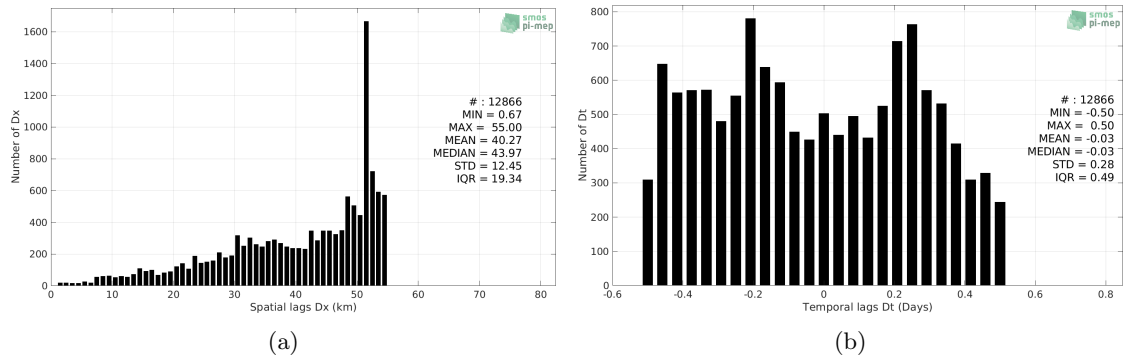 1600
1400
1200
1000
800
600
400
200
0
Number of Dx
0 10 20 30 40 50 60 70 80
Spatial lags Dx (km)
smos
pi-mep
# : 12866
MIN = 0.67
MAX = 55.00
MEAN = 40.27
MEDIAN = 43.97
STD = 12.45
IQR = 19.34
(a)
800
700
600
500
400
300
200
100
0
Number of Dt
-0.6 -0.4 -0.2 0 0.2 0.4 0.6 0.8
Temporal lags Dt (Days)
smos
pi-mep
# : 12866
MIN = -0.50
MAX = 0.50
MEAN = -0.03
MEDIAN = -0.03
STD = 0.28
IQR = 0.49
(b)